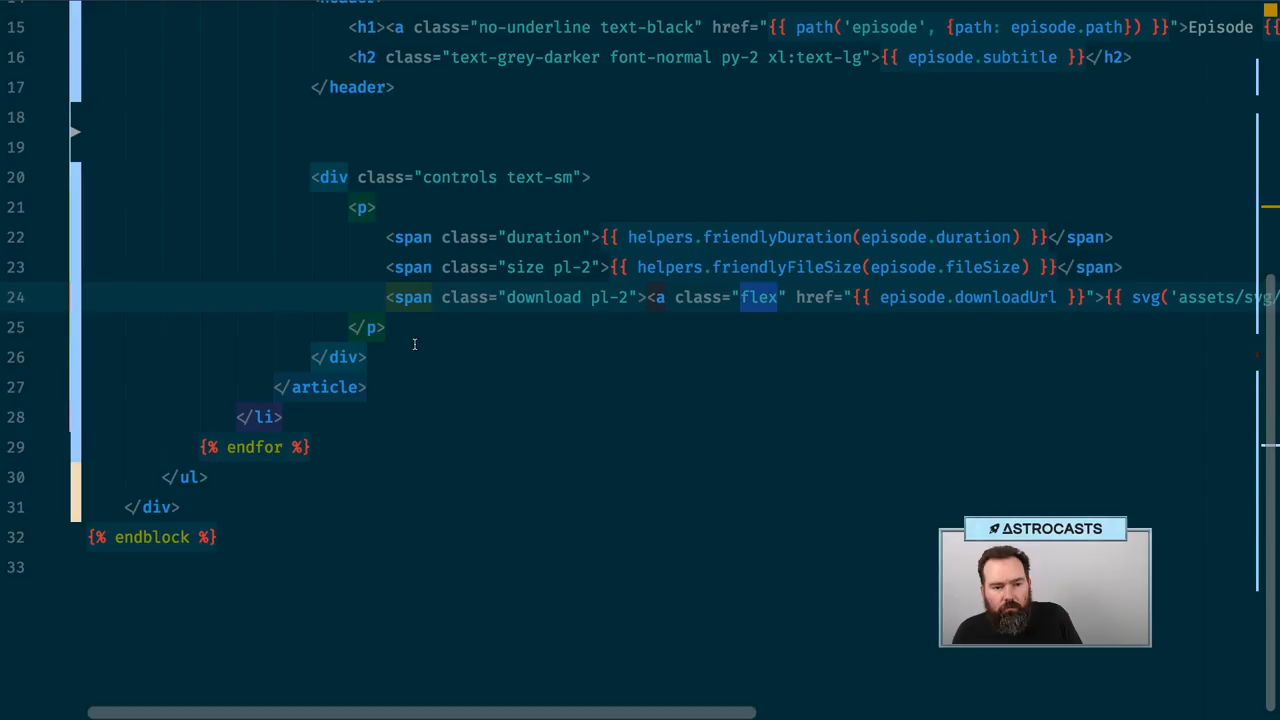 <header>
15 <h1><a class="no-underline text-black" href="{{ path('episode', {path: episode.path}) }}">Episode {{
16 <h2 class="text-grey-darker font-normal py-2 xl:text-lg">{{ episode.subtitle }}</h2>
17 </header>
18
19
20 <div class="controls text-sm">
21 <p>
22 <span class="duration">{{ helpers.friendlyDuration(episode.duration) }}</span>
23 <span class="size pl-2">{{ helpers.friendlyFileSize(episode.fileSize) }}</span>
24 <span class="download pl-2"><a class="flex" href="{{ episode.downloadUrl }}">{{ svg('assets/svg/
25 </p>
26 </div>
27 </article>
28 </li>
29 {% endfor %}
30 </ul>
31 </div>
32 {% endblock %}
33
ΔSTROCASTS